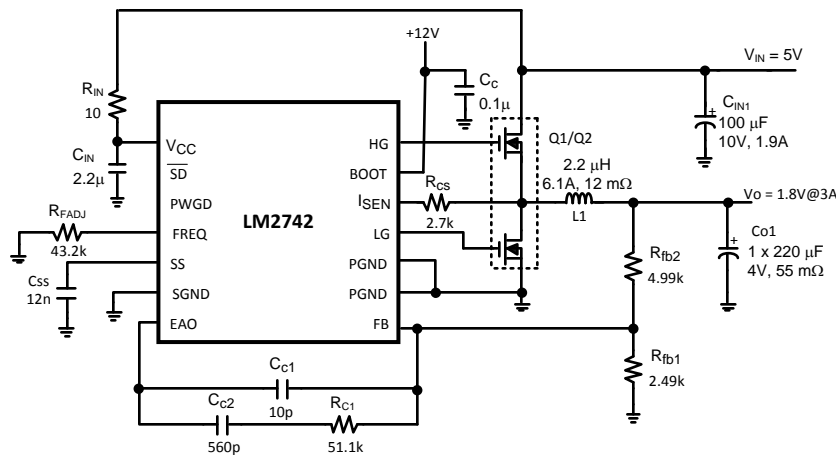 +12V
V_IN = 5V
R_IN
10
C_C
0.1µ
C_IN1
100 µF
10V, 1.9A
C_IN
2.2µ
V_CC
SD
PWGD
FREQ
SS
SGND
EAO
LM2742
HG
BOOT
I_SEN
LG
PGND
PGND
FB
Q1/Q2
R_CS
2.7k
2.2 µH
6.1A, 12 mΩ
L1
Vo = 1.8V@3A
R_FADJ
43.2k
Css
12n
Co1
1 x 220 µF
4V, 55 mΩ
R_fb2
4.99k
R_fb1
2.49k
C_C1
10p
C_C2
560p
R_C1
51.1k